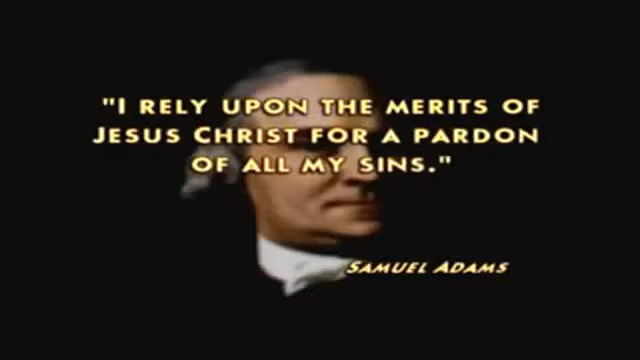 "I RELY UPON THE MERITS OF
JESUS CHRIST FOR A PARDON
OF ALL MY SINS."
SAMUEL ADAMS